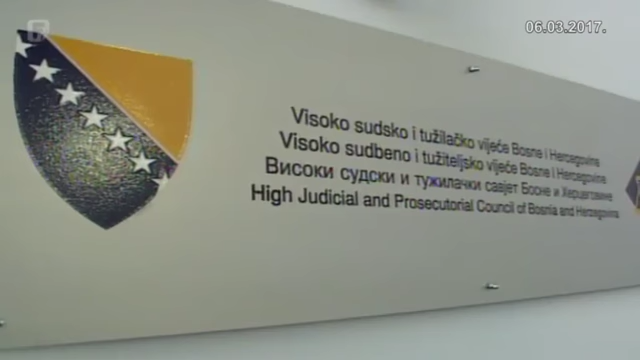 06.03.2017.
Visoko sudsko i tužilačko vijeće Bosne i Hercegovine
Visoko sudbeno i tužiteljsko vijeće Bosne i Hercegovine
Високи судски и тужилачки савјет Босне и Херцеговине
High Judicial and Prosecutorial Council of Bosnia and Herzegovina